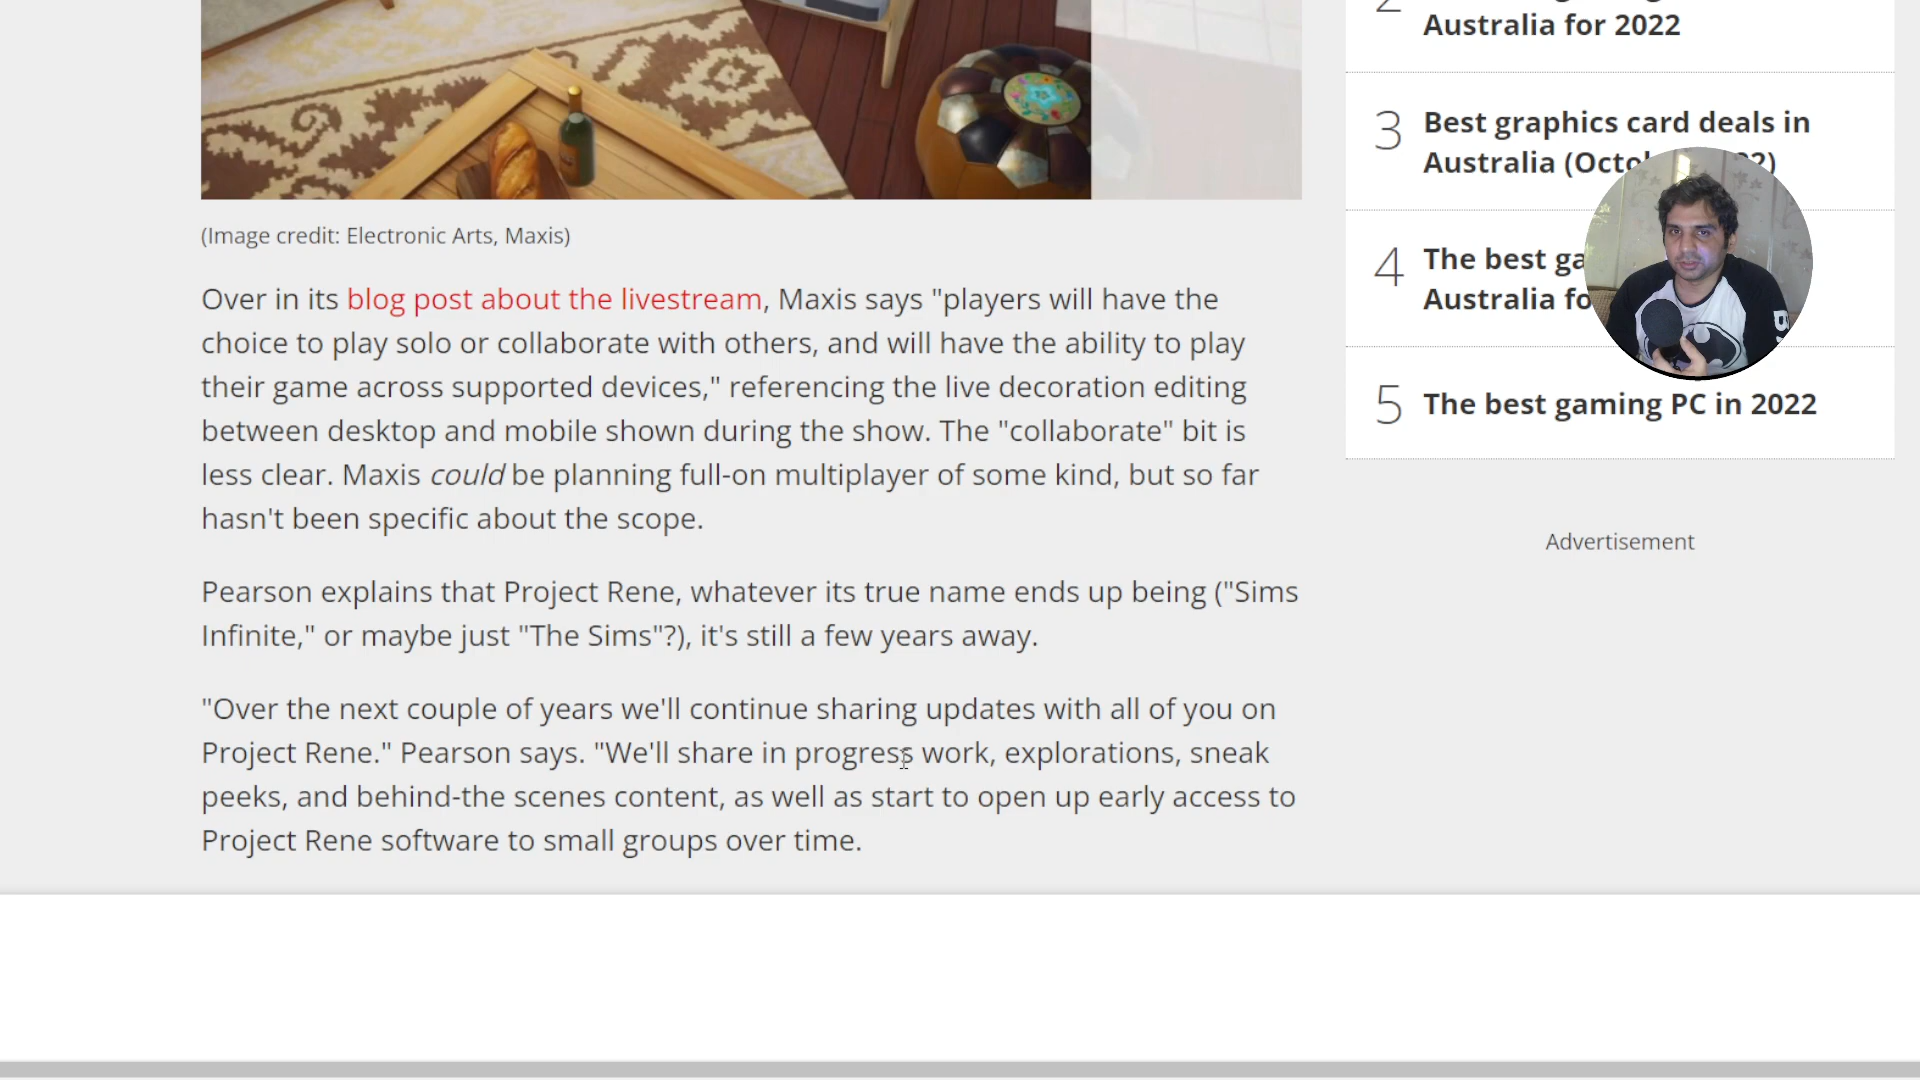 (Image credit: Electronic Arts, Maxis)
Over in its blog post about the livestream, Maxis says "players will have the
choice to play solo or collaborate with others, and will have the ability to play
their game across supported devices," referencing the live decoration editing
between desktop and mobile shown during the show. The "collaborate" bit is
less clear. Maxis could be planning full-on multiplayer of some kind, but so far
hasn't been specific about the scope.
Pearson explains that Project Rene, whatever its true name ends up being ("Sims
Infinite," or maybe just "The Sims"?), it's still a few years away.
"Over the next couple of years we'll continue sharing updates with all of you on
Project Rene." Pearson says. "We'll share in progress work, explorations, sneak
peeks, and behind-the scenes content, as well as start to open up early access to
Project Rene software to small groups over time.
2
Australia for 2022
3
Best graphics card deals in
Australia
4
The best
Australia
5
The best gaming PC in 2022
Advertisement